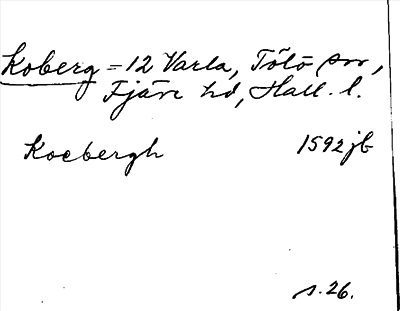 Koberg = 12 Varla, Tölö sn,
Fjäre hd, Hall. l.
Koebergh 1592 jb
s. 26.